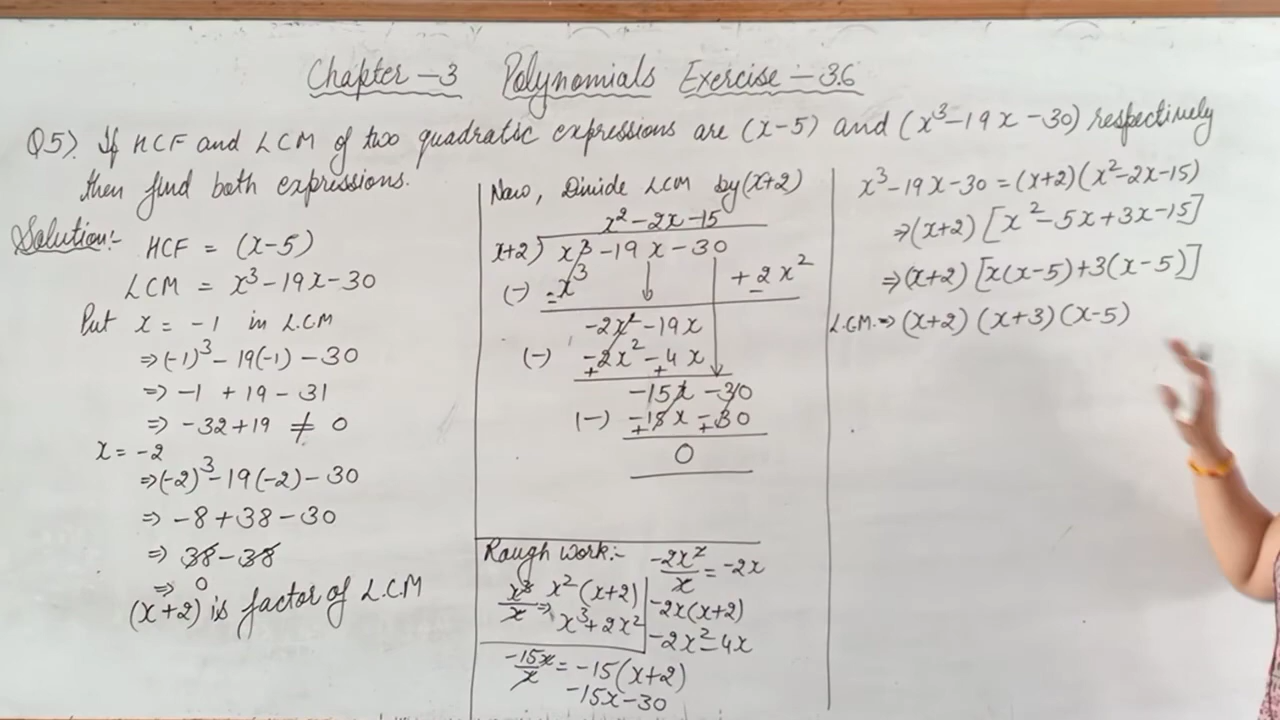 Chapter - 3 Polynomials Exercise - 3.6
Q5). If HCF and LCM of two quadratic expressions are (x-5) and (x³-19x-30) respectively
then find both expressions.
Solution:-
HCF = (x-5)
LCM = x³-19x-30
Put x = -1 in L.C.M
⇒(-1)³-19(-1)-30
⇒ -1 + 19 - 31
⇒ -32+19 ≠ 0
x = -2
⇒(-2)³-19(-2)-30
⇒ -8+38-30
⇒ 38-38
⇒ 0
(x+2) is factor of L.C.M
Now, Divide LCM by (x+2)
x²-2x-15
x+2) x³-19x-30
(-) -x³ +2x²
-
-2x²-19x
(-) -2x²-4x
+ +
-15x-30
(-) -15x-30
+ +
0
Rough work:-
x³/x ⇒ x²(x+2)
x³+2x²
-2x²/x = -2x
-2x(x+2)
-2x²-4x
-15x/x = -15(x+2)
-15x-30
x³-19x-30 = (x+2)(x²-2x-15)
⇒(x+2)[x²-5x+3x-15]
⇒(x+2)[x(x-5)+3(x-5)]
L.C.M.⇒(x+2)(x+3)(x-5)